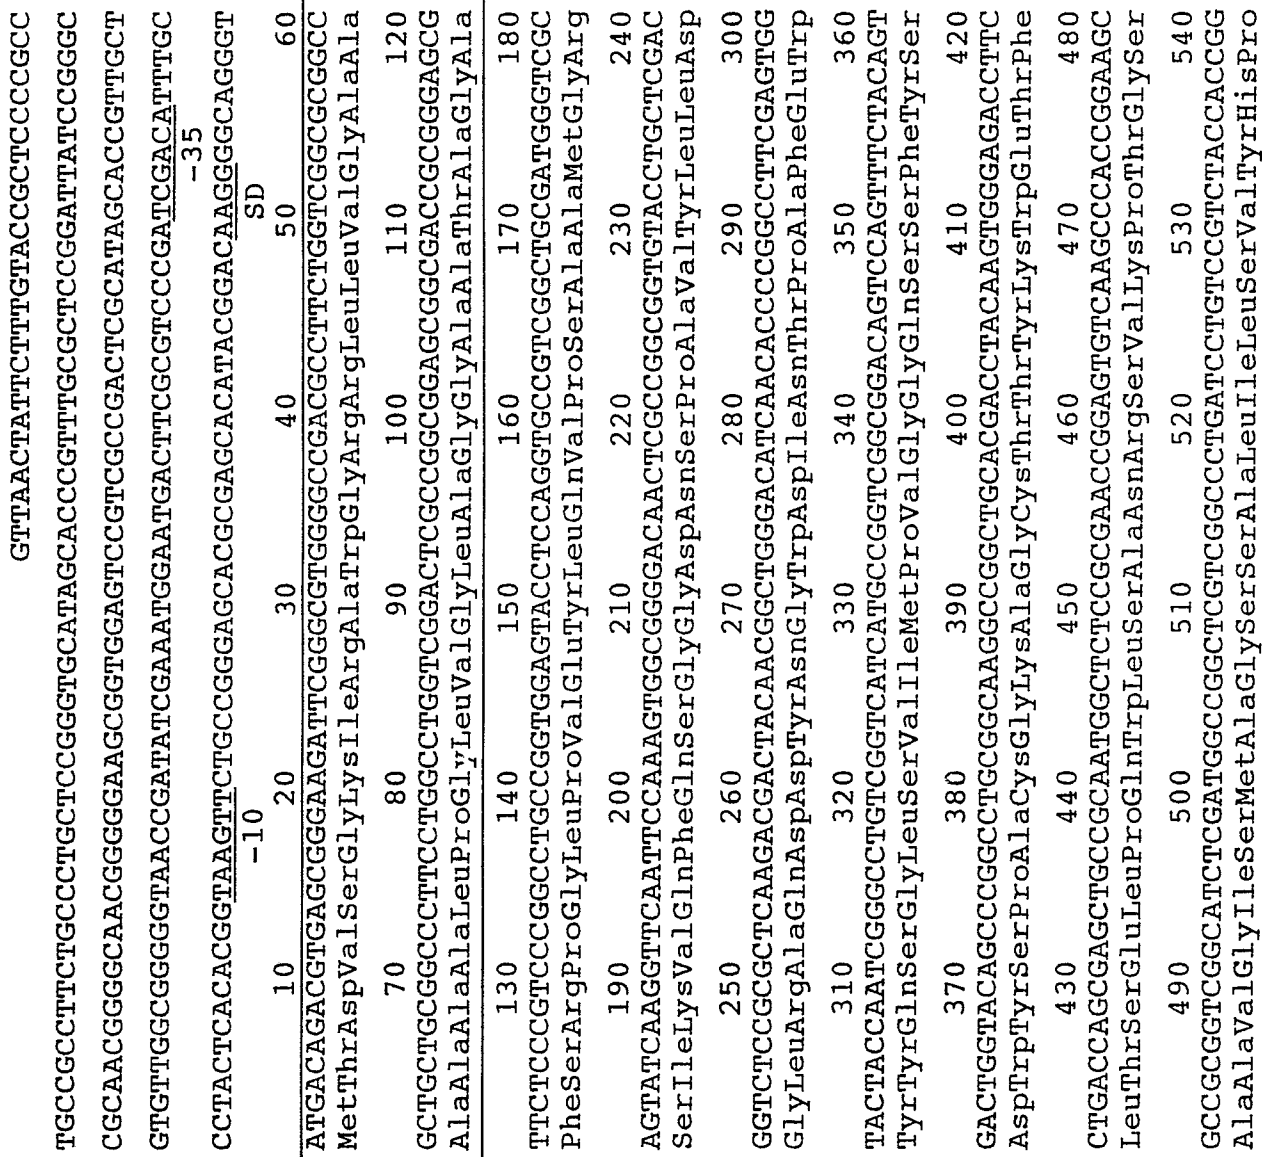 GTTAACTATTCTTTGTACCGCTCCCCGCC
TGCCGCCTTCTGCCCTGCTCCGGGTGCATAGCACCCGTTTGCGCTCCGGATTATCCGGGGC
CGCAACGGGGCAACGGGGGAAGCGGTGGAGTCCGTCGCCGACTCGCATAGCACCGTTGCT
GTGTTGGCGGGGGTAACCGATATCGAAATGGAATGACTTCGCGTCCCGATCGACATTTGC
-35
CCTACTCACACGGTAAGTTCTGCCGGGAGCACGCGAGCACATACGGACAAGGGGCAGGGT
-10 SD
10 20 30 40 50 60
ATGACAGACGTGAGCGGGAAGATTCGGGCGTGGGGCCGACGCCTTCTGGTCGGCGCGGCC
MetThrAspValSerGlyLysIleArgAlaTrpGlyArgArgLeuLeuValGlyAlaAla
70 80 90 100 110 120
GCTGCTGCGGCCCTTCCTGGCCTGGTCGGACTCGCCGGCGGAGCGGCGACCGCGGGAGCG
AlaAlaAlaAlaLeuProGlyLeuValGlyLeuAlaGlyGlyAlaAlaThrAlaGlyAla
130 140 150 160 170 180
TTCTCCCGTCCCGGCCTGCCGGTGGAGTACCTCCAGGTGCCGTCGGCTGCGATGGGTCGC
PheSerArgProGlyLeuProValGluTyrLeuGlnValProSerAlaAlaMetGlyArg
190 200 210 220 230 240
AGTATCAAGGTTCAATTCCAAAGTGGCGGGGACAACTCGCCGGCGGTGTACCTGCTCGAC
SerIleLysValGlnPheGlnSerGlyGlyAspAsnSerProAlaValTyrLeuLeuAsp
250 260 270 280 290 300
GGTCTCCGCGCTCAAGACGACTACAACGGCTGGGACATCAACACCCCGGCCTTCGAGTGG
GlyLeuArgAlaGlnAspAspTyrAsnGlyTrpAspIleAsnThrProAlaPheGluTrp
310 320 330 340 350 360
TACTACCAATCGGGCCTGTCGGTCATCATGCCGGTCGGCGGACAGTCCAGTTTCTACAGT
TyrTyrGlnSerGlyLeuSerValIleMetProValGlyGlyGlnSerSerPheTyrSer
370 380 390 400 410 420
GACTGGTACAGCCCGGCCTGCGGCAAGGCCGGCTGCACGACCTACAAGTGGGAGACCTTC
AspTrpTyrSerProAlaCysGlyLysAlaGlyCysThrThrTyrLysTrpGluThrPhe
430 440 450 460 470 480
CTGACCAGCGAGCTGCCGCAATGGCTCTCCGCGAACCGGAGTGTCAAGCCCACCGGAAGC
LeuThrSerGluLeuProGlnTrpLeuSerAlaAsnArgSerValLysProThrGlySer
490 500 510 520 530 540
GCCGCGGTCGGCATCTCGATGGCCGGCTCGTCGGCCCTGATCCTGTCCGTCTACCACCCGG
AlaAlaValGlyIleSerMetAlaGlySerSerAlaLeuIleLeuSerValTyrHisPro